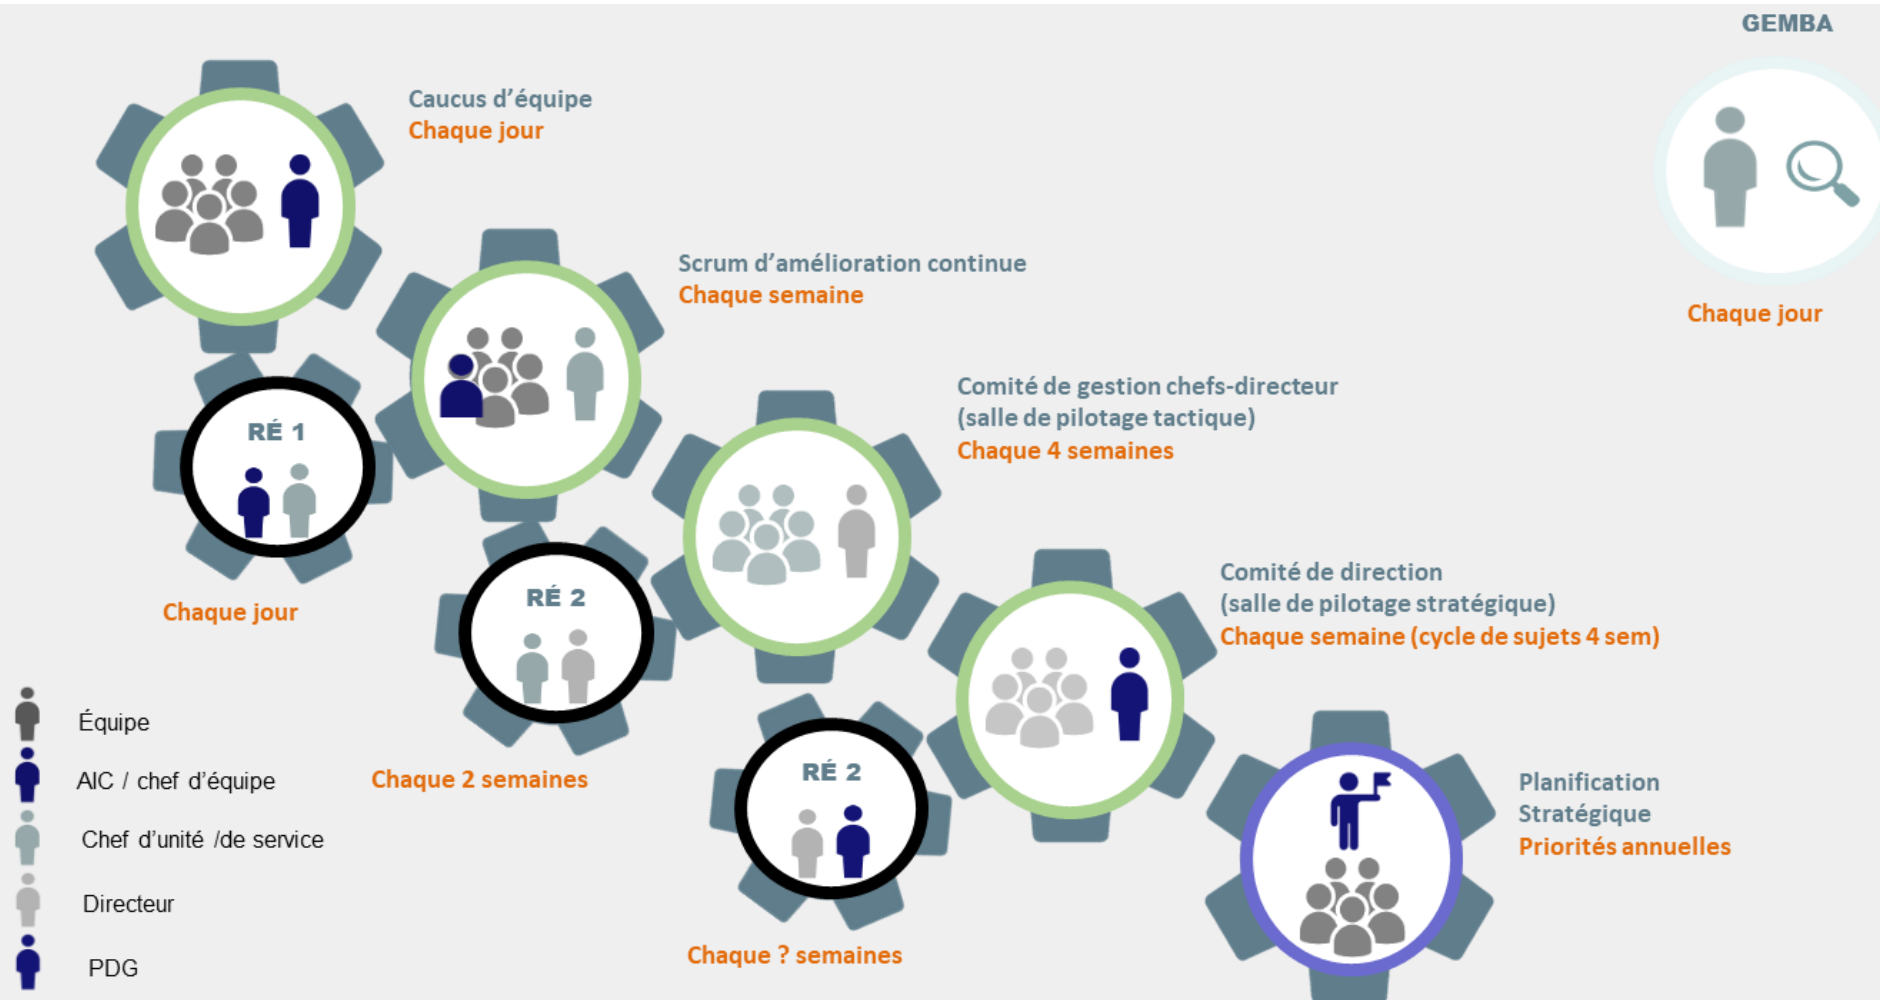 GEMBA
Chaque jour
Caucus d'équipe
Chaque jour
Scrum d'amélioration continue
Chaque semaine
Comité de gestion chefs-directeur
(salle de pilotage tactique)
Chaque 4 semaines
Comité de direction
(salle de pilotage stratégique)
Chaque semaine (cycle de sujets 4 sem)
Planification
Stratégique
Priorités annuelles
RÉ 1
Chaque jour
RÉ 2
Chaque 2 semaines
RÉ 2
Chaque ? semaines
Équipe
AIC / chef d'équipe
Chef d'unité /de service
Directeur
PDG